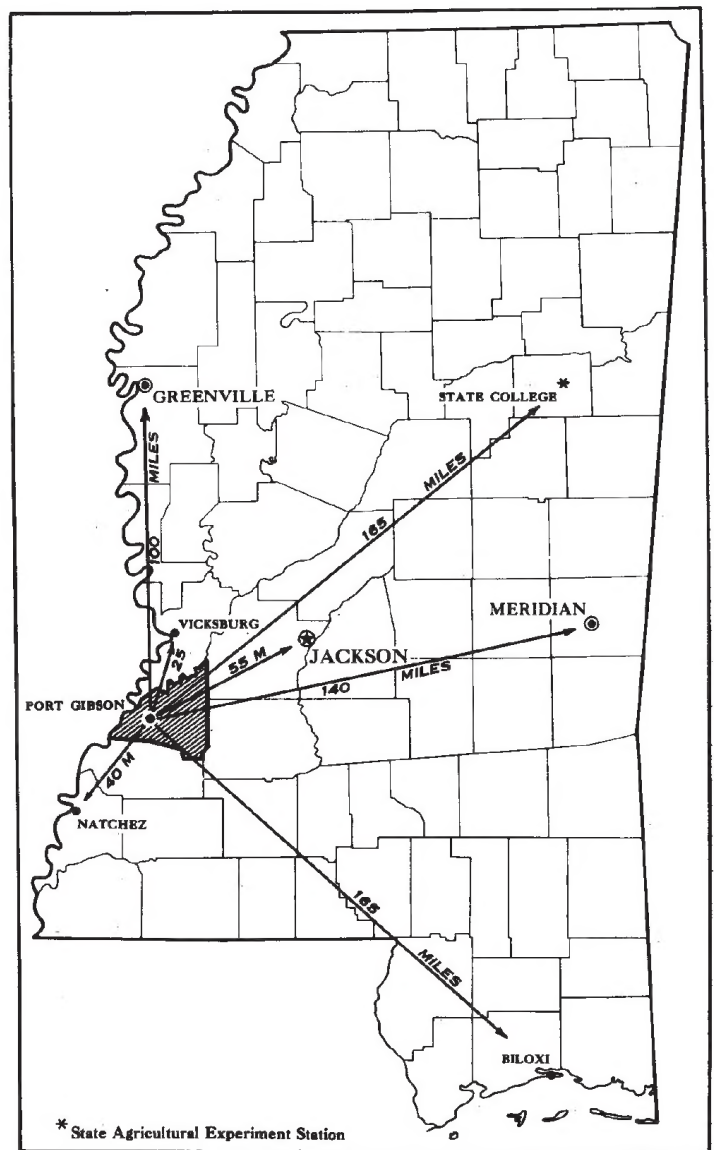 GREENVILLE
STATE COLLEGE *
MILES
100
165 MILES
VICKSBURG
25 M
55 M
JACKSON
MERIDIAN
140 MILES
PORT GIBSON
40 M
NATCHEZ
165 MILES
BILOXI
* State Agricultural Experiment Station